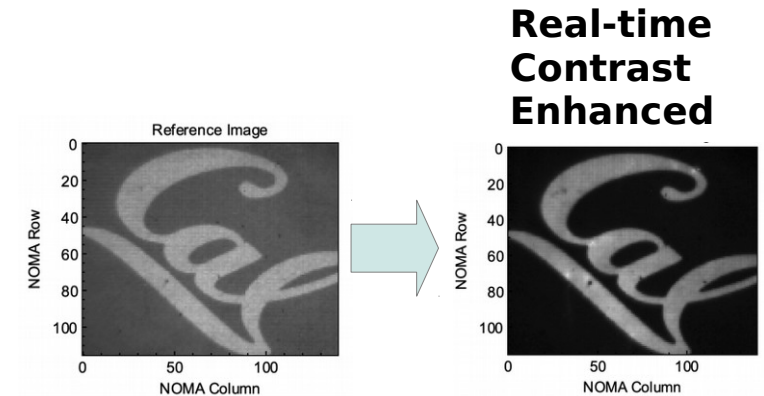 Real-time
Contrast
Enhanced
Reference Image
0
20
40
60
80
100
NOMA Row
0 50 100
NOMA Column
Cal
0
20
40
60
80
100
NOMA Row
0 50 100
NOMA Column
Cal